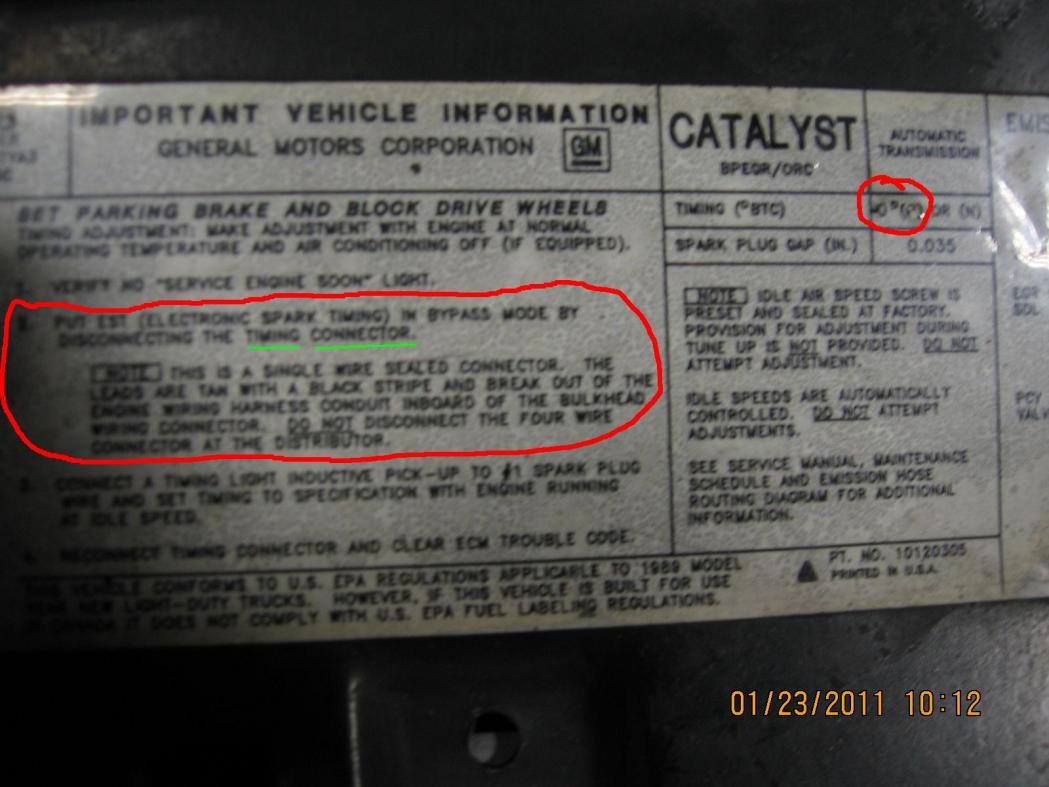 IMPORTANT VEHICLE INFORMATION
GENERAL MOTORS CORPORATION GM
SET PARKING BRAKE AND BLOCK DRIVE WHEELS
TIMING ADJUSTMENT: MAKE ADJUSTMENT WITH ENGINE AT NORMAL
OPERATING TEMPERATURE AND AIR CONDITIONING OFF (IF EQUIPPED).
1. VERIFY NO "SERVICE ENGINE SOON" LIGHT.
2. PUT EST (ELECTRONIC SPARK TIMING) IN BYPASS MODE BY
DISCONNECTING THE TIMING CONNECTOR.
NOTE THIS IS A SINGLE WIRE SEALED CONNECTOR. THE
LEADS ARE TAN WITH A BLACK STRIPE AND BREAK OUT OF THE
ENGINE WIRING HARNESS CONDUIT INBOARD OF THE BULKHEAD
WIRING CONNECTOR. DO NOT DISCONNECT THE FOUR WIRE
CONNECTOR AT THE DISTRIBUTOR.
3. CONNECT A TIMING LIGHT INDUCTIVE PICK-UP TO #1 SPARK PLUG
WIRE AND SET TIMING TO SPECIFICATION WITH ENGINE RUNNING
AT IDLE SPEED.
4. RECONNECT TIMING CONNECTOR AND CLEAR ECM TROUBLE CODE.
THIS VEHICLE CONFORMS TO U.S. EPA REGULATIONS APPLICABLE TO 1989 MODEL
YEAR NEW LIGHT-DUTY TRUCKS. HOWEVER, IF THIS VEHICLE IS BUILT FOR USE
IN CANADA IT DOES NOT COMPLY WITH U.S. EPA FUEL LABELING REGULATIONS.
CATALYST
BPEGR/ORC
AUTOMATIC
TRANSMISSION
TIMING (°BTC)
OR (N)
SPARK PLUG GAP (IN.) 0.035
NOTE IDLE AIR SPEED SCREW IS
PRESET AND SEALED AT FACTORY.
PROVISION FOR ADJUSTMENT DURING
TUNE UP IS NOT PROVIDED. DO NOT
ATTEMPT ADJUSTMENT.
IDLE SPEEDS ARE AUTOMATICALLY
CONTROLLED. DO NOT ATTEMPT
ADJUSTMENTS.
SEE SERVICE MANUAL, MAINTENANCE
SCHEDULE AND EMISSION HOSE
ROUTING DIAGRAM FOR ADDITIONAL
INFORMATION.
PT. NO. 10120305
PRINTED IN U.S.A.
EMIS
EGR
SOL
PCV
VALV
01/23/2011 10:12